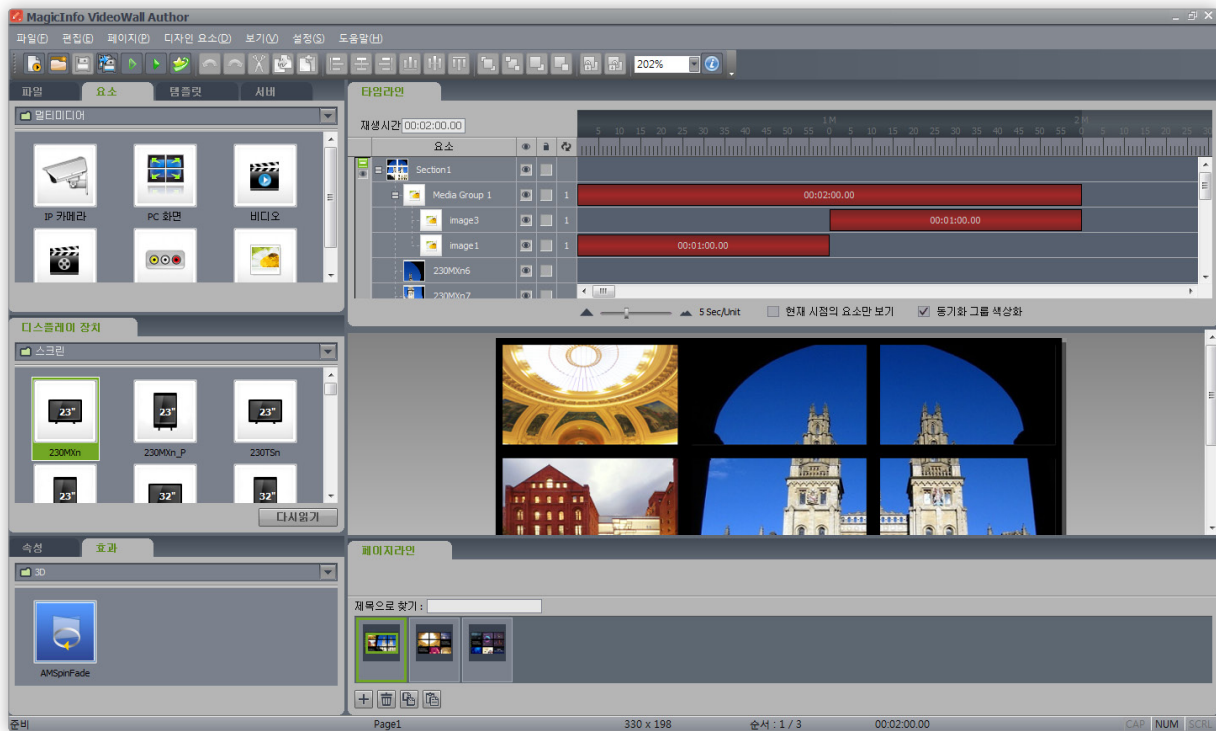 MagicInfo VideoWall Author
파일(F) 편집(E) 페이지(P) 디자인 요소(D) 보기(V) 설정(S) 도움말(H)
202%
파일 요소 템플릿 서버
멀티미디어
IP 카메라 PC 화면 비디오
디스플레이 장치
스크린
23" 23" 23"
230MXn 230MXn_P 230TSn
23" 32" 32"
다시읽기
속성 효과
3D
AMSpinFade
타임라인
재생시간 00:02:00.00
1M 2M
5 10 15 20 25 30 35 40 45 50 55 0 5 10 15 20 25 30 35 40 45 50 55 0 5 10 15 20 25 30
요소
Section1
Media Group 1 1 00:02:00.00
image3 1 00:01:00.00
image1 1 00:01:00.00
230MXn6
230MXn7
5 Sec/Unit 현재 시점의 요소만 보기 동기화 그룹 색상화
페이지라인
제목으로 찾기 :
준비 Page1 330 x 198 순서 : 1 / 3 00:02:00.00 CAP NUM SCRL